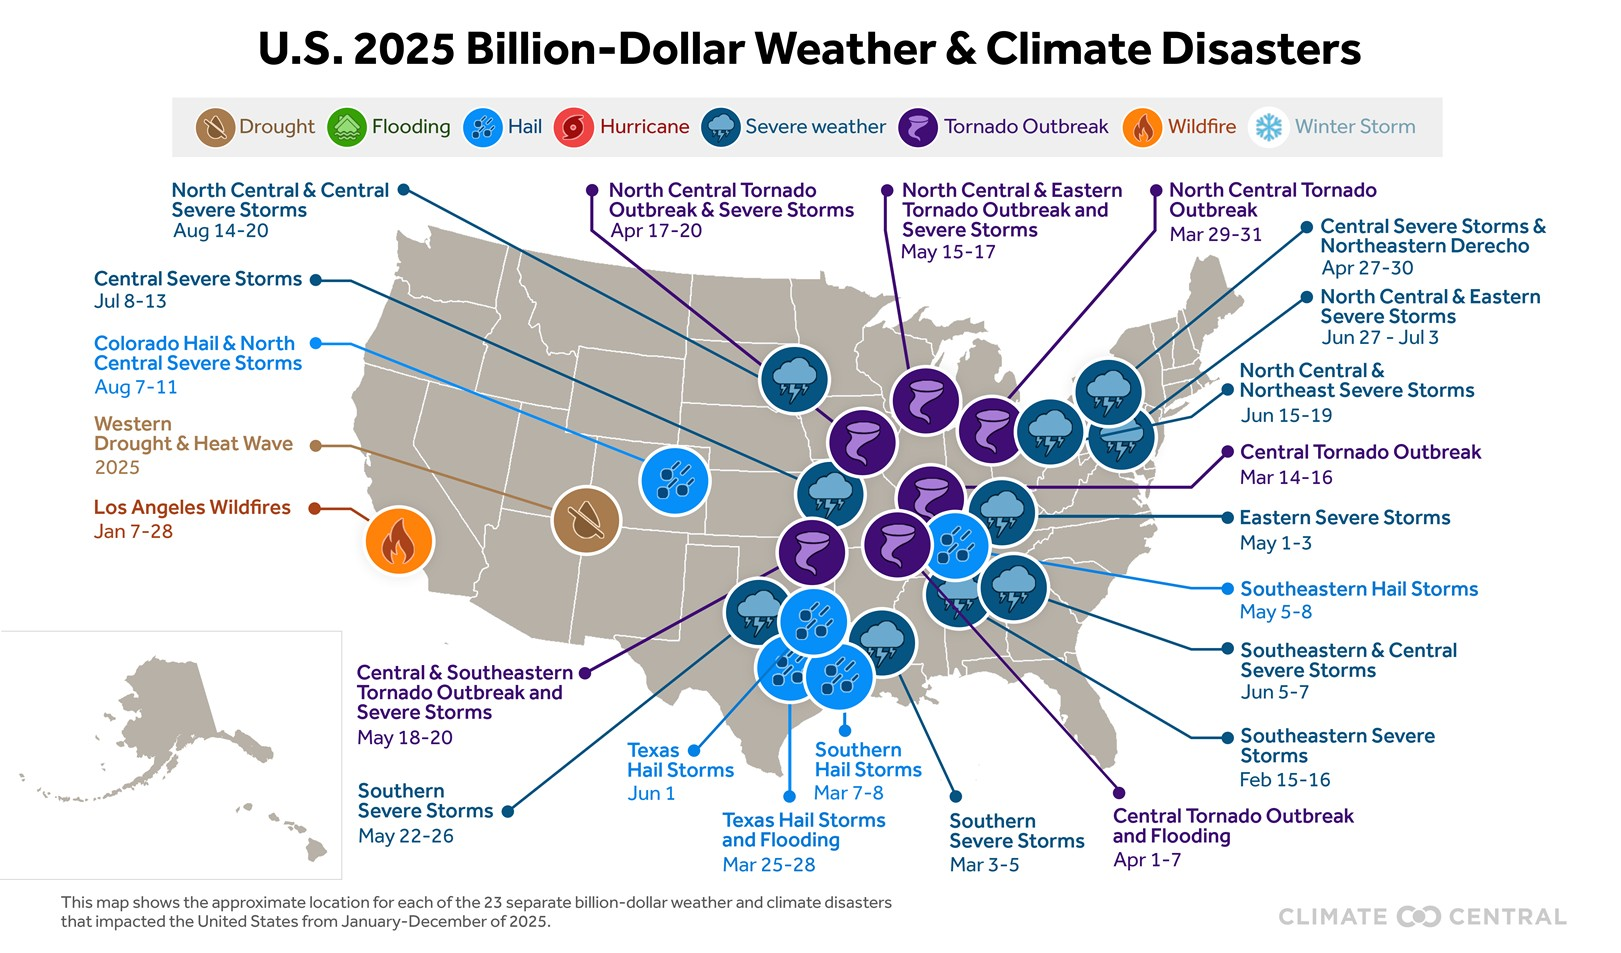 U.S. 2025 Billion-Dollar Weather & Climate Disasters
Drought
Flooding
Hail
Hurricane
Severe weather
Tornado Outbreak
Wildfire
Winter Storm
North Central & Central
Severe Storms
Aug 14-20
North Central Tornado
Outbreak & Severe Storms
Apr 17-20
North Central & Eastern
Tornado Outbreak and
Severe Storms
May 15-17
North Central Tornado
Outbreak
Mar 29-31
Central Severe Storms &
Northeastern Derecho
Apr 27-30
Central Severe Storms
Jul 8-13
North Central & Eastern
Severe Storms
Jun 27 - Jul 3
Colorado Hail & North
Central Severe Storms
Aug 7-11
North Central &
Northeast Severe Storms
Jun 15-19
Western
Drought & Heat Wave
2025
Central Tornado Outbreak
Mar 14-16
Los Angeles Wildfires
Jan 7-28
Eastern Severe Storms
May 1-3
Southeastern Hail Storms
May 5-8
Southeastern & Central
Severe Storms
Jun 5-7
Central & Southeastern
Tornado Outbreak and
Severe Storms
May 18-20
Southeastern Severe
Storms
Feb 15-16
Texas
Hail Storms
Jun 1
Southern
Hail Storms
Mar 7-8
Southern
Severe Storms
May 22-26
Texas Hail Storms
and Flooding
Mar 25-28
Southern
Severe Storms
Mar 3-5
Central Tornado Outbreak
and Flooding
Apr 1-7
This map shows the approximate location for each of the 23 separate billion-dollar weather and climate disasters
that impacted the United States from January-December of 2025.
CLIMATE CENTRAL